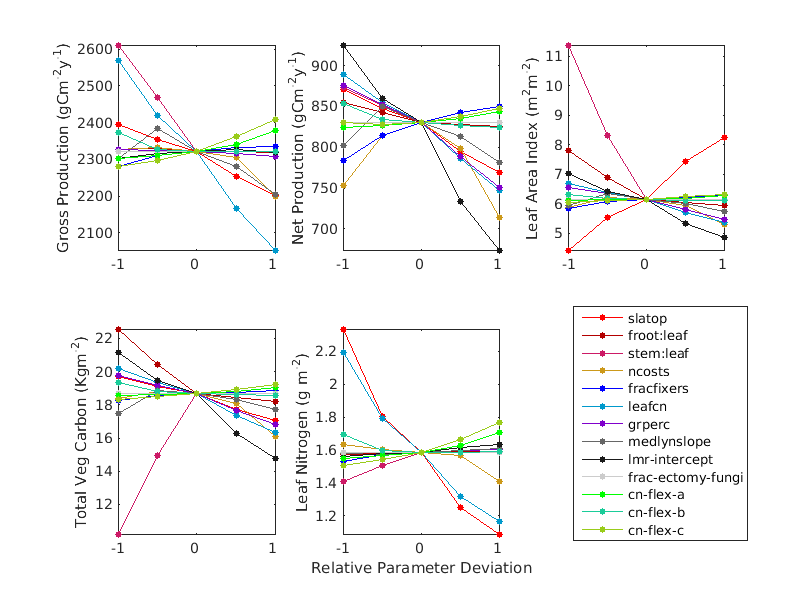 Gross Production (gCm⁻²y⁻¹)
2600
2500
2400
2300
2200
2100
-1 0 1
Net Production (gCm⁻²y⁻¹)
900
850
800
750
700
-1 0 1
Leaf Area Index (m²m⁻²)
11
10
9
8
7
6
5
-1 0 1
Total Veg Carbon (Kgm⁻²)
22
20
18
16
14
12
-1 0 1
Leaf Nitrogen (g m⁻²)
2.2
2
1.8
1.6
1.4
1.2
-1 0 1
Relative Parameter Deviation
slatop
froot:leaf
stem:leaf
ncosts
fracfixers
leafcn
grperc
medlynslope
lmr-intercept
frac-ectomy-fungi
cn-flex-a
cn-flex-b
cn-flex-c